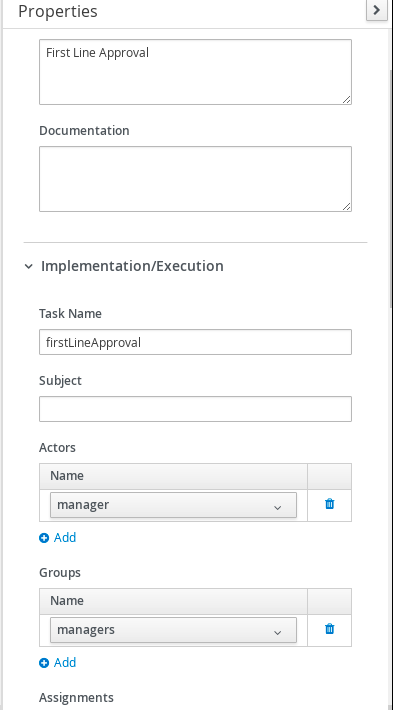 Properties
First Line Approval
Documentation
Implementation/Execution
Task Name
firstLineApproval
Subject
Actors
Name
manager
Add
Groups
Name
managers
Add
Assignments